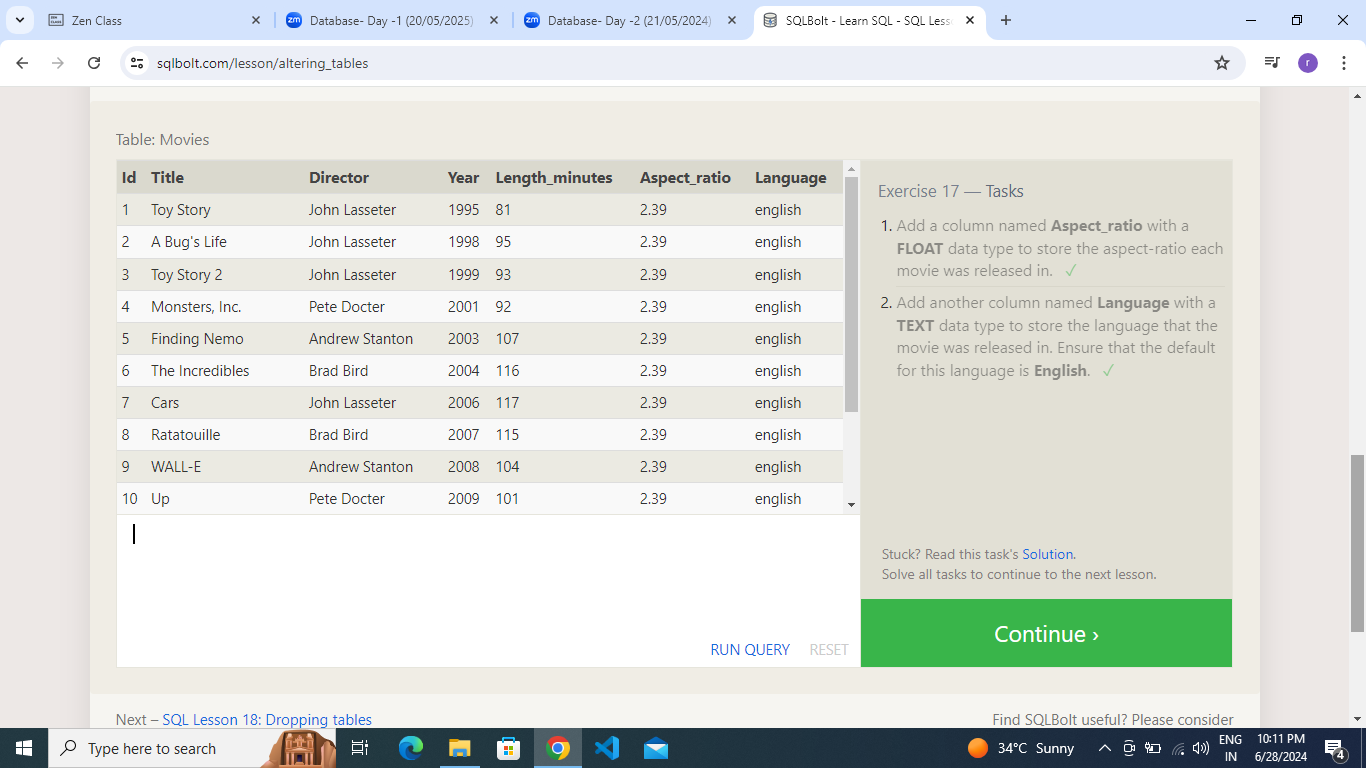 Zen Class
Database- Day -1 (20/05/2025)
Database- Day -2 (21/05/2024)
SQLBolt - Learn SQL - SQL Less
sqlbolt.com/lesson/altering_tables
r
Table: Movies
Id Title Director Year Length_minutes Aspect_ratio Language
1 Toy Story John Lasseter 1995 81 2.39 english
2 A Bug's Life John Lasseter 1998 95 2.39 english
3 Toy Story 2 John Lasseter 1999 93 2.39 english
4 Monsters, Inc. Pete Docter 2001 92 2.39 english
5 Finding Nemo Andrew Stanton 2003 107 2.39 english
6 The Incredibles Brad Bird 2004 116 2.39 english
7 Cars John Lasseter 2006 117 2.39 english
8 Ratatouille Brad Bird 2007 115 2.39 english
9 WALL-E Andrew Stanton 2008 104 2.39 english
10 Up Pete Docter 2009 101 2.39 english
RUN QUERY RESET
Exercise 17 — Tasks
1. Add a column named Aspect_ratio with a
FLOAT data type to store the aspect-ratio each
movie was released in. ✓
2. Add another column named Language with a
TEXT data type to store the language that the
movie was released in. Ensure that the default
for this language is English. ✓
Stuck? Read this task's Solution.
Solve all tasks to continue to the next lesson.
Continue ›
Next – SQL Lesson 18: Dropping tables
Find SQLBolt useful? Please consider
Type here to search
34°C Sunny
ENG
IN
10:11 PM
6/28/2024
4